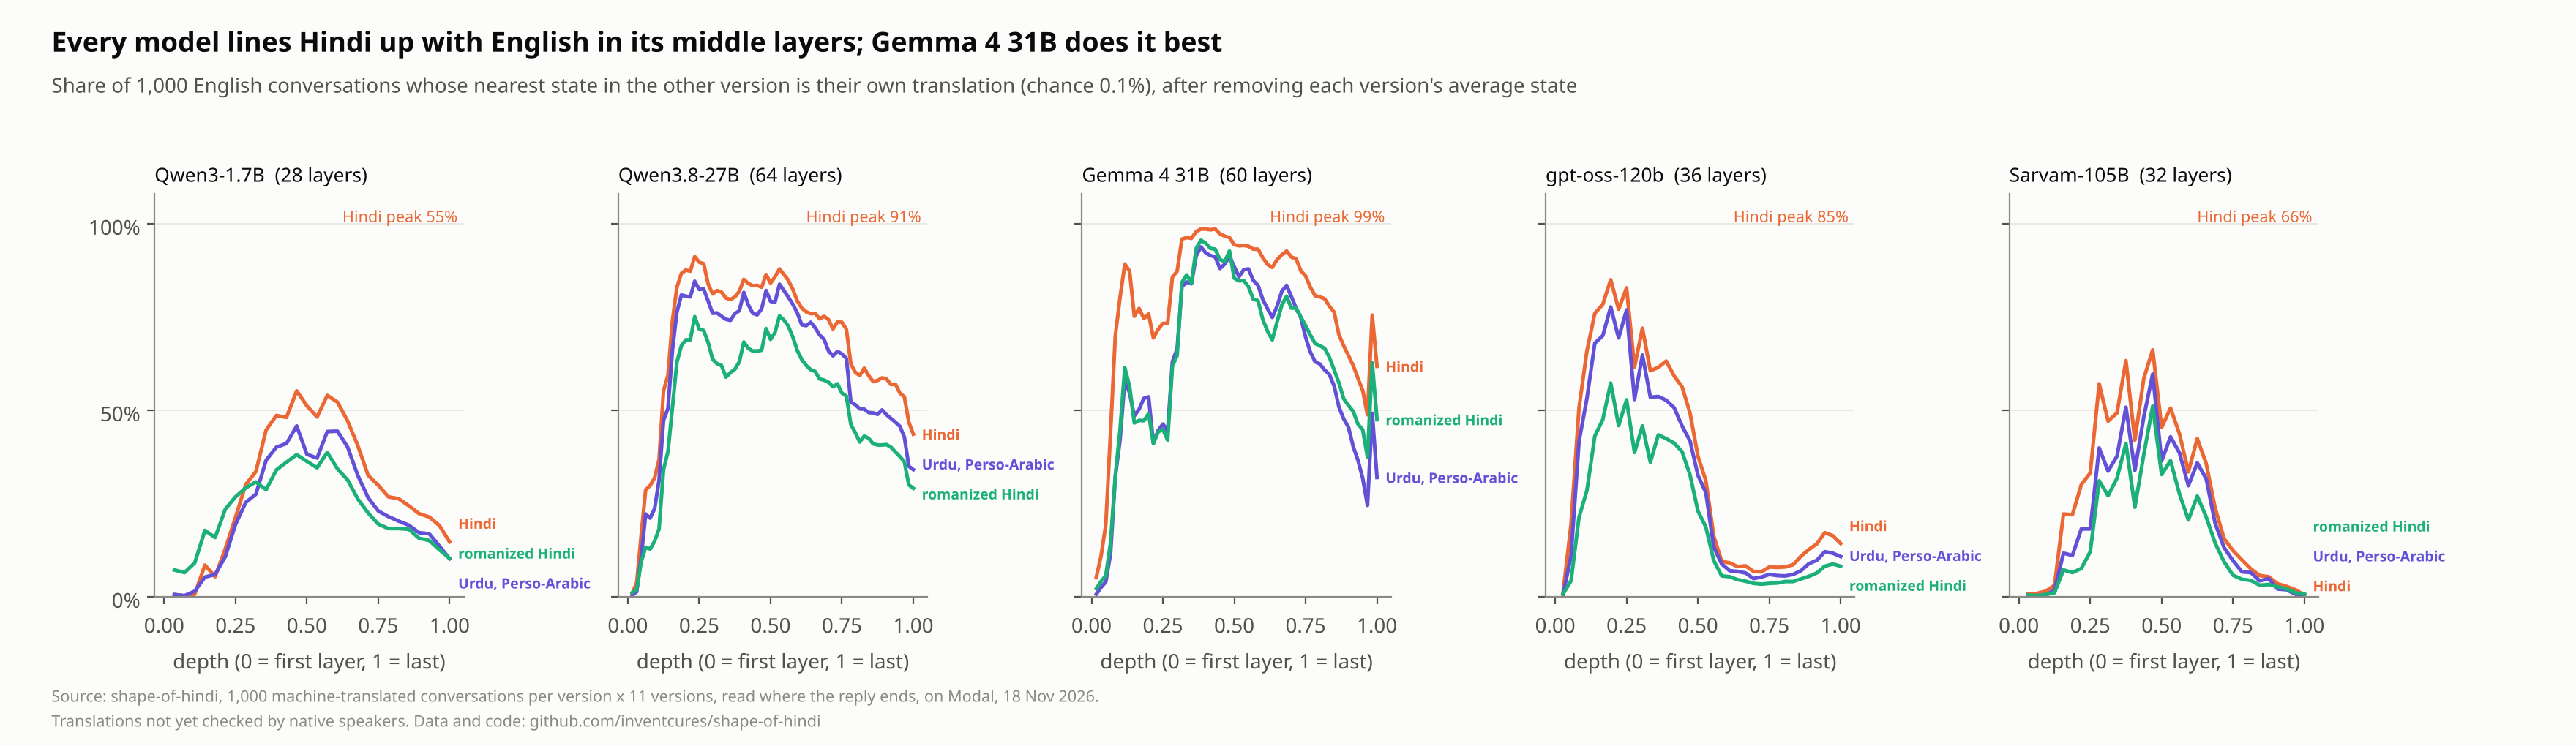 Every model lines Hindi up with English in its middle layers; Gemma 4 31B does it best
Share of 1,000 English conversations whose nearest state in the other version is their own translation (chance 0.1%), after removing each version's average state
Qwen3-1.7B (28 layers)
Hindi peak 55%
100%
50%
0%
Hindi
romanized Hindi
Urdu, Perso-Arabic
0.00 0.25 0.50 0.75 1.00
depth (0 = first layer, 1 = last)
Qwen3.8-27B (64 layers)
Hindi peak 91%
Hindi
Urdu, Perso-Arabic
romanized Hindi
0.00 0.25 0.50 0.75 1.00
depth (0 = first layer, 1 = last)
Gemma 4 31B (60 layers)
Hindi peak 99%
Hindi
romanized Hindi
Urdu, Perso-Arabic
0.00 0.25 0.50 0.75 1.00
depth (0 = first layer, 1 = last)
gpt-oss-120b (36 layers)
Hindi peak 85%
Hindi
Urdu, Perso-Arabic
romanized Hindi
0.00 0.25 0.50 0.75 1.00
depth (0 = first layer, 1 = last)
Sarvam-105B (32 layers)
Hindi peak 66%
romanized Hindi
Urdu, Perso-Arabic
Hindi
0.00 0.25 0.50 0.75 1.00
depth (0 = first layer, 1 = last)
Source: shape-of-hindi, 1,000 machine-translated conversations per version x 11 versions, read where the reply ends, on Modal, 18 Nov 2026.
Translations not yet checked by native speakers. Data and code: github.com/inventcures/shape-of-hindi